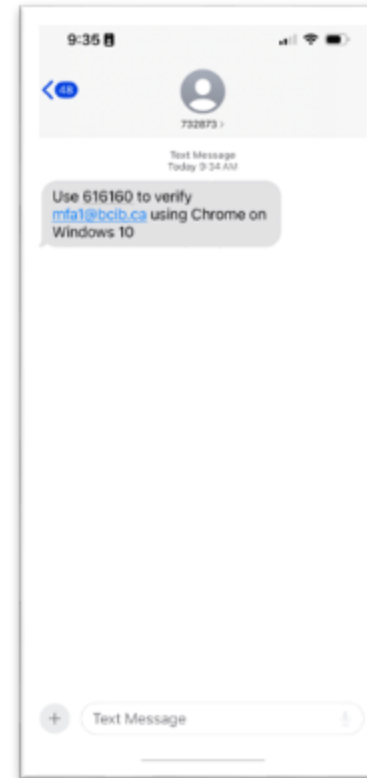 9:35
48
732873 >
Text Message
Today 9:34 AM
Use 616160 to verify
mfa1@bcib.ca using Chrome on
Windows 10
+
Text Message